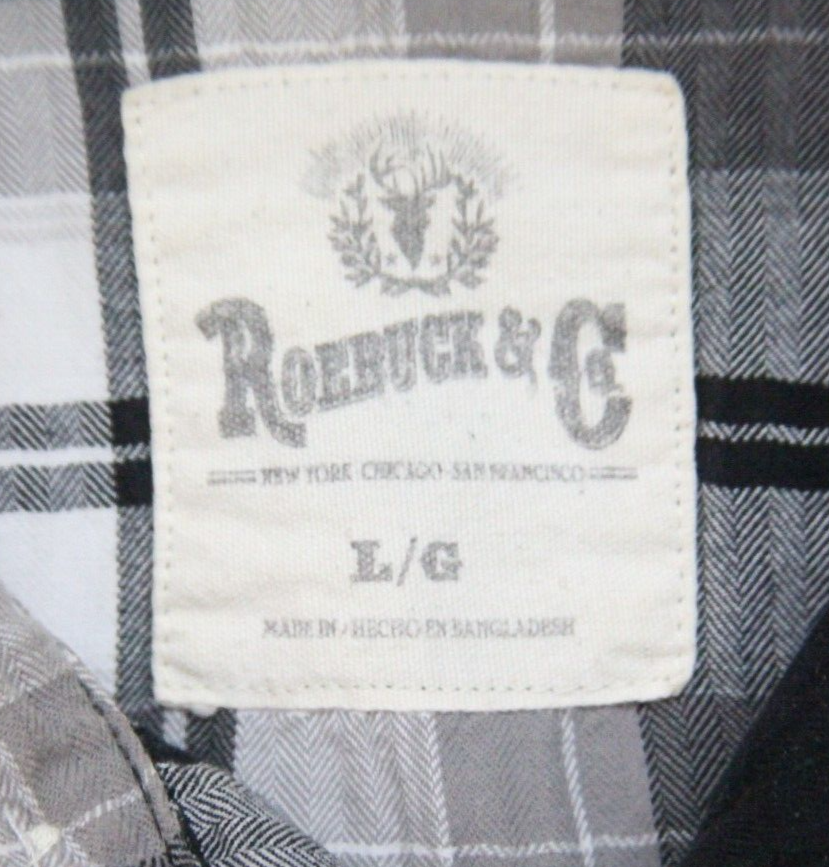 ROEBUCK & Co
NEW YORK · CHICAGO · SAN FRANCISCO
L/G
MADE IN / HECHO EN BANGLADESH